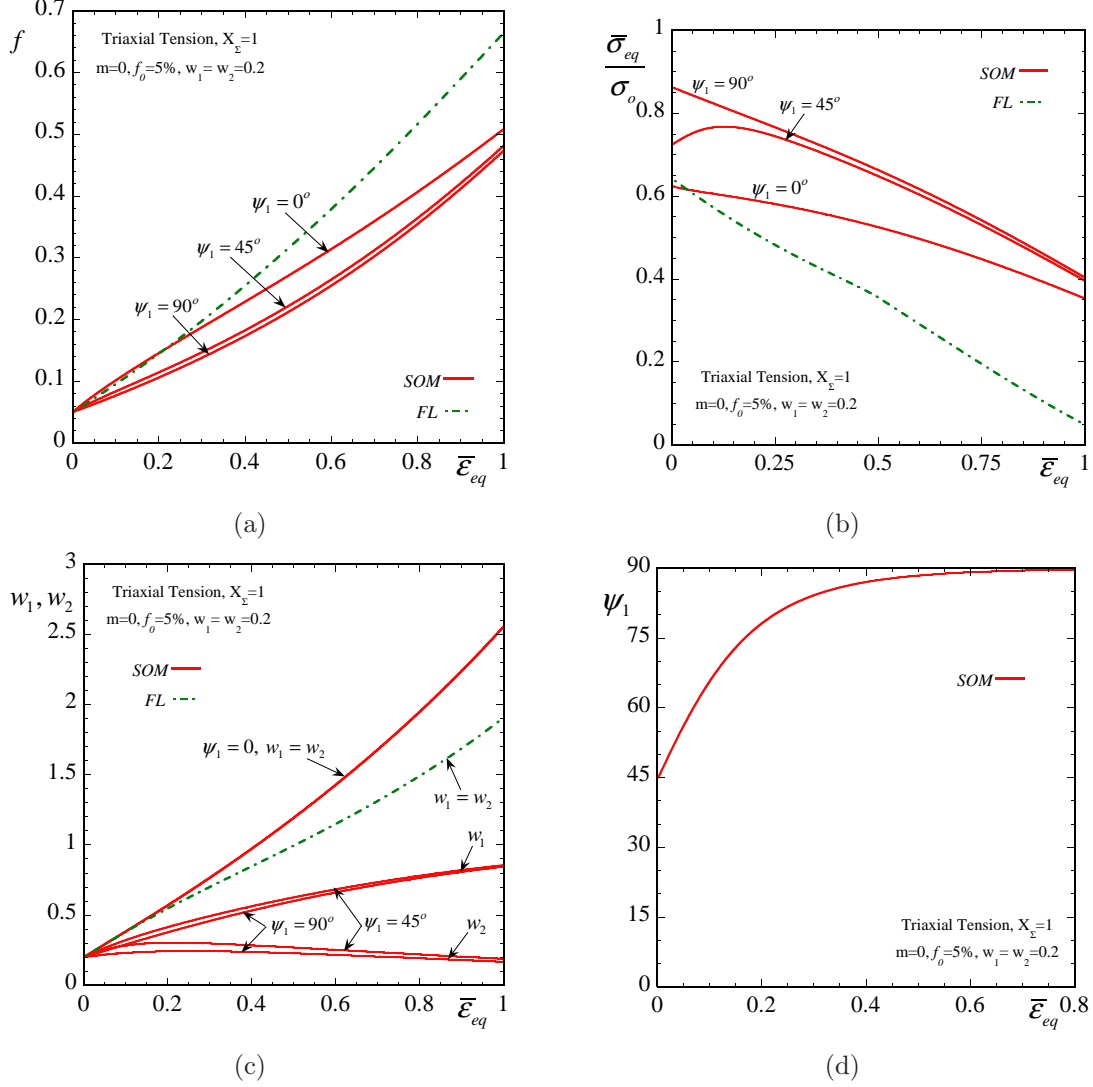 f
Triaxial Tension, X_Σ=1
m=0, f_0=5%, w_1= w_2=0.2
0.7
0.6
0.5
0.4
0.3
0.2
0.1
0
ψ_1 = 0^o
ψ_1 = 45^o
ψ_1 = 90^o
SOM
FL
0 0.2 0.4 0.6 0.8 1
ε̄_eq
(a)
σ̄_eq
σ_o
1
0.8
0.6
0.4
0.2
0
SOM
FL
ψ_1 = 90^o
ψ_1 = 45^o
ψ_1 = 0^o
Triaxial Tension, X_Σ=1
m=0, f_0=5%, w_1= w_2=0.2
0 0.25 0.5 0.75 1
ε̄_eq
(b)
w_1, w_2
3
2.5
2
1.5
1
0.5
0
Triaxial Tension, X_Σ=1
m=0, f_0=5%, w_1= w_2=0.2
SOM
FL
ψ_1 = 0, w_1 = w_2
w_1 = w_2
w_1
ψ_1 = 90^o
ψ_1 = 45^o
w_2
0 0.2 0.4 0.6 0.8 1
ε̄_eq
(c)
ψ_1
90
75
60
45
30
15
0
SOM
Triaxial Tension, X_Σ=1
m=0, f_0=5%, w_1= w_2=0.2
0 0.2 0.4 0.6 0.8
ε̄_eq
(d)